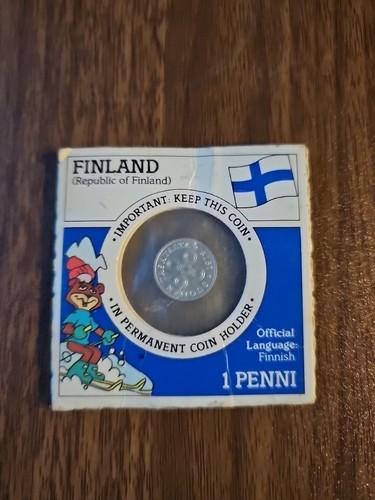 FINLAND
(Republic of Finland)
• IMPORTANT: KEEP THIS COIN •
IN PERMANENT COIN HOLDER •
Official
Language:
Finnish
1 PENNI